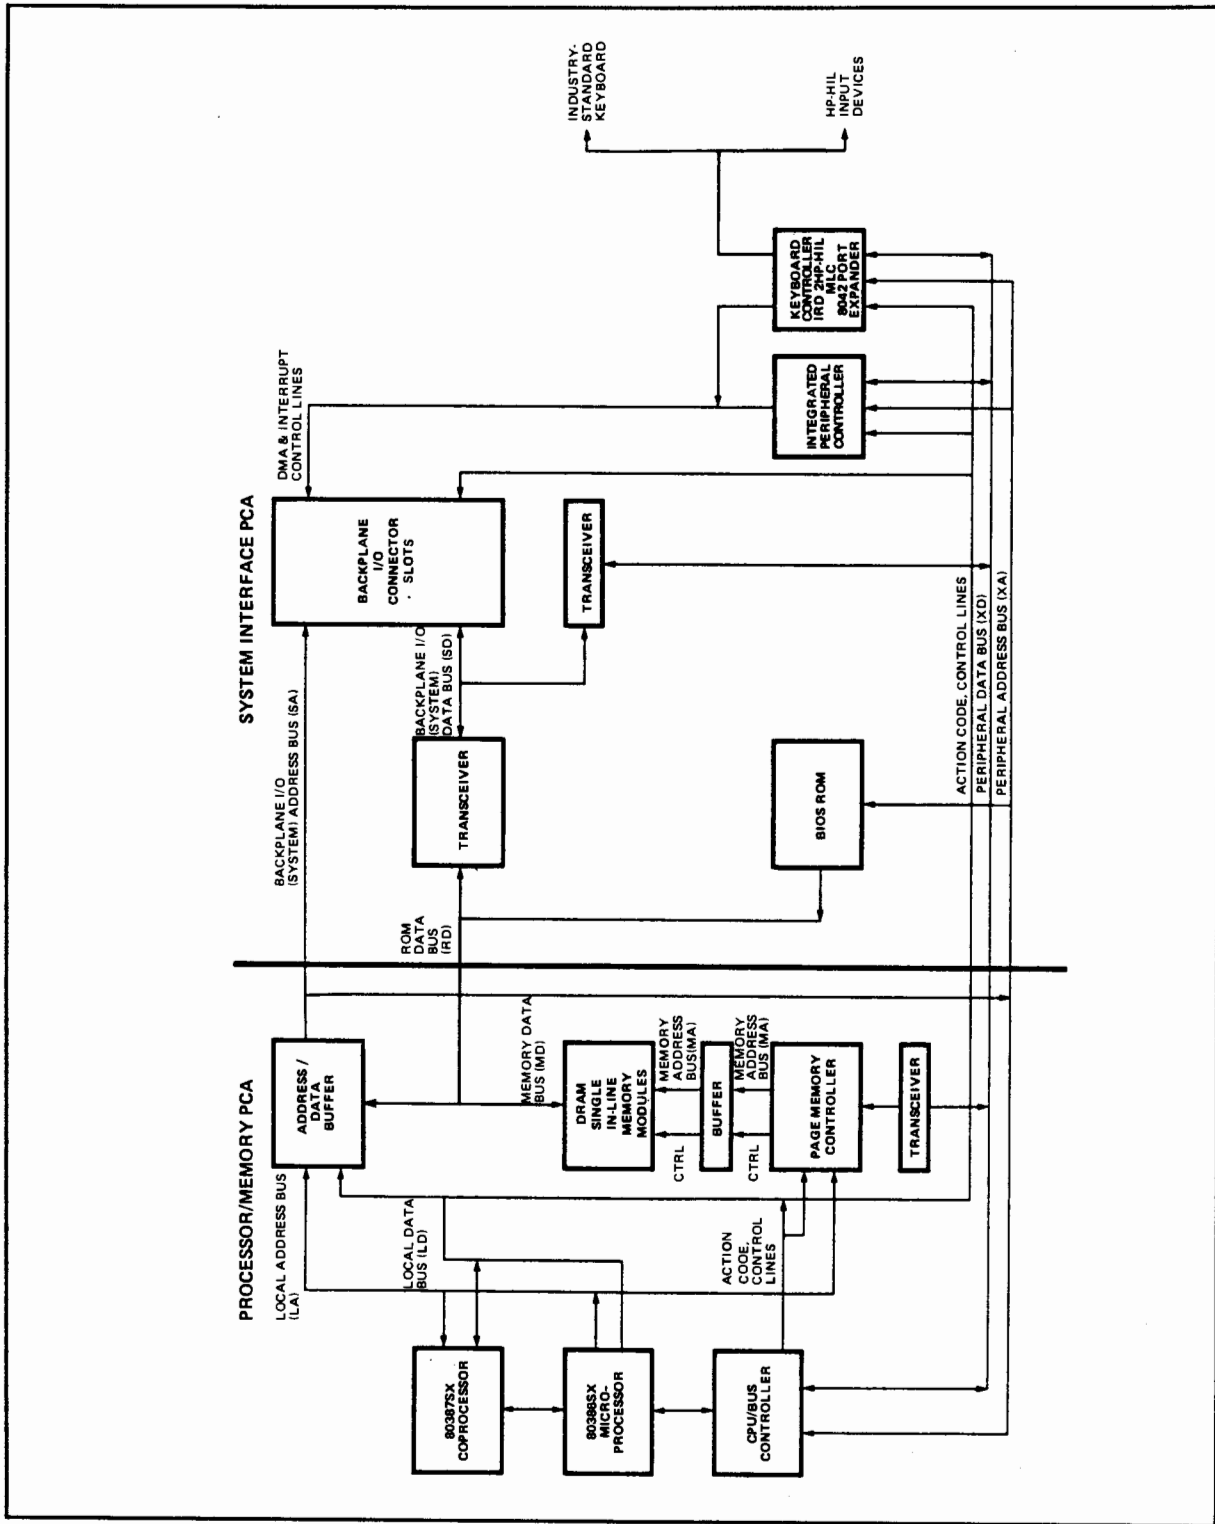 PROCESSOR/MEMORY PCA
SYSTEM INTERFACE PCA
LOCAL ADDRESS BUS
(LA)
ADDRESS /
DATA
BUFFER
BACKPLANE I/O
(SYSTEM) ADDRESS BUS (SA)
DMA & INTERRUPT
CONTROL LINES
BACKPLANE
I/O
CONNECTOR
SLOTS
80387SX
COPROCESSOR
LOCAL DATA
BUS (LD)
ROM
DATA
BUS
(RD)
TRANSCEIVER
BACKPLANE I/O
(SYSTEM)
DATA BUS (SD)
MEMORY DATA
BUS (MD)
80386SX
MICRO-
PROCESSOR
DRAM
SINGLE
IN-LINE
MEMORY
MODULES
TRANSCEIVER
INDUSTRY-
STANDARD
KEYBOARD
CTRL
MEMORY
ADDRESS
BUS(MA)
BUFFER
CTRL
MEMORY
ADDRESS
BUS (MA)
ACTION
CODE,
CONTROL
LINES
CPU/BUS
CONTROLLER
PAGE MEMORY
CONTROLLER
BIOS ROM
INTEGRATED
PERIPHERAL
CONTROLLER
KEYBOARD
CONTROLLER
IRD 2HP-HIL
MLC
8042 PORT
EXPANDER
HP-HIL
INPUT
DEVICES
TRANSCEIVER
ACTION CODE, CONTROL LINES
PERIPHERAL DATA BUS (XD)
PERIPHERAL ADDRESS BUS (XA)